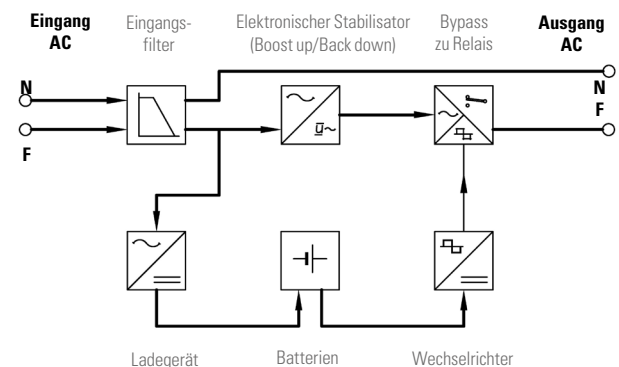 Eingang
AC
Eingangs-
filter
Elektronischer Stabilisator
(Boost up/Back down)
Bypass
zu Relais
Ausgang
AC
N
F
N
F
ū~
Ladegerät
Batterien
Wechselrichter